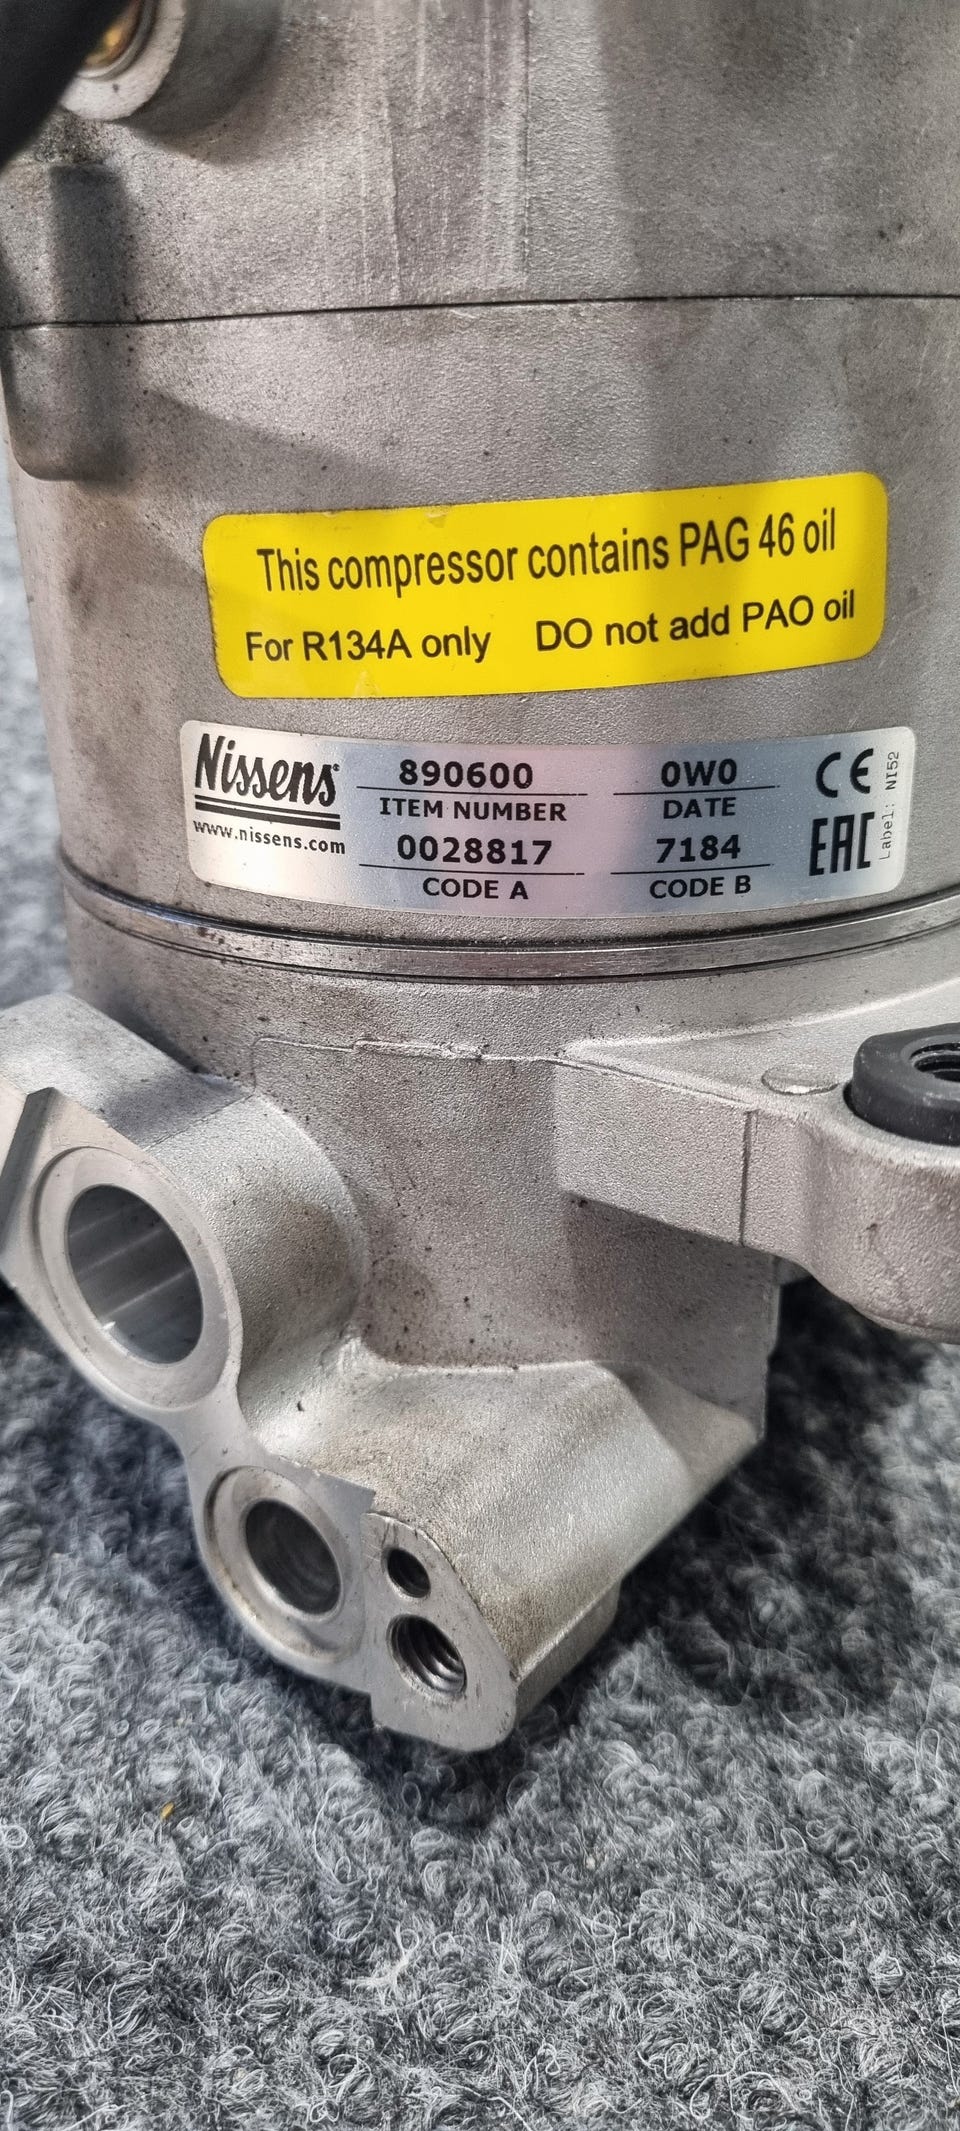 This compressor contains PAG 46 oil
For R134A only DO not add PAO oil
Nissens®
www.nissens.com
890600
ITEM NUMBER
0028817
CODE A
0W0
DATE
7184
CODE B
CE
EAC
Label: NI52